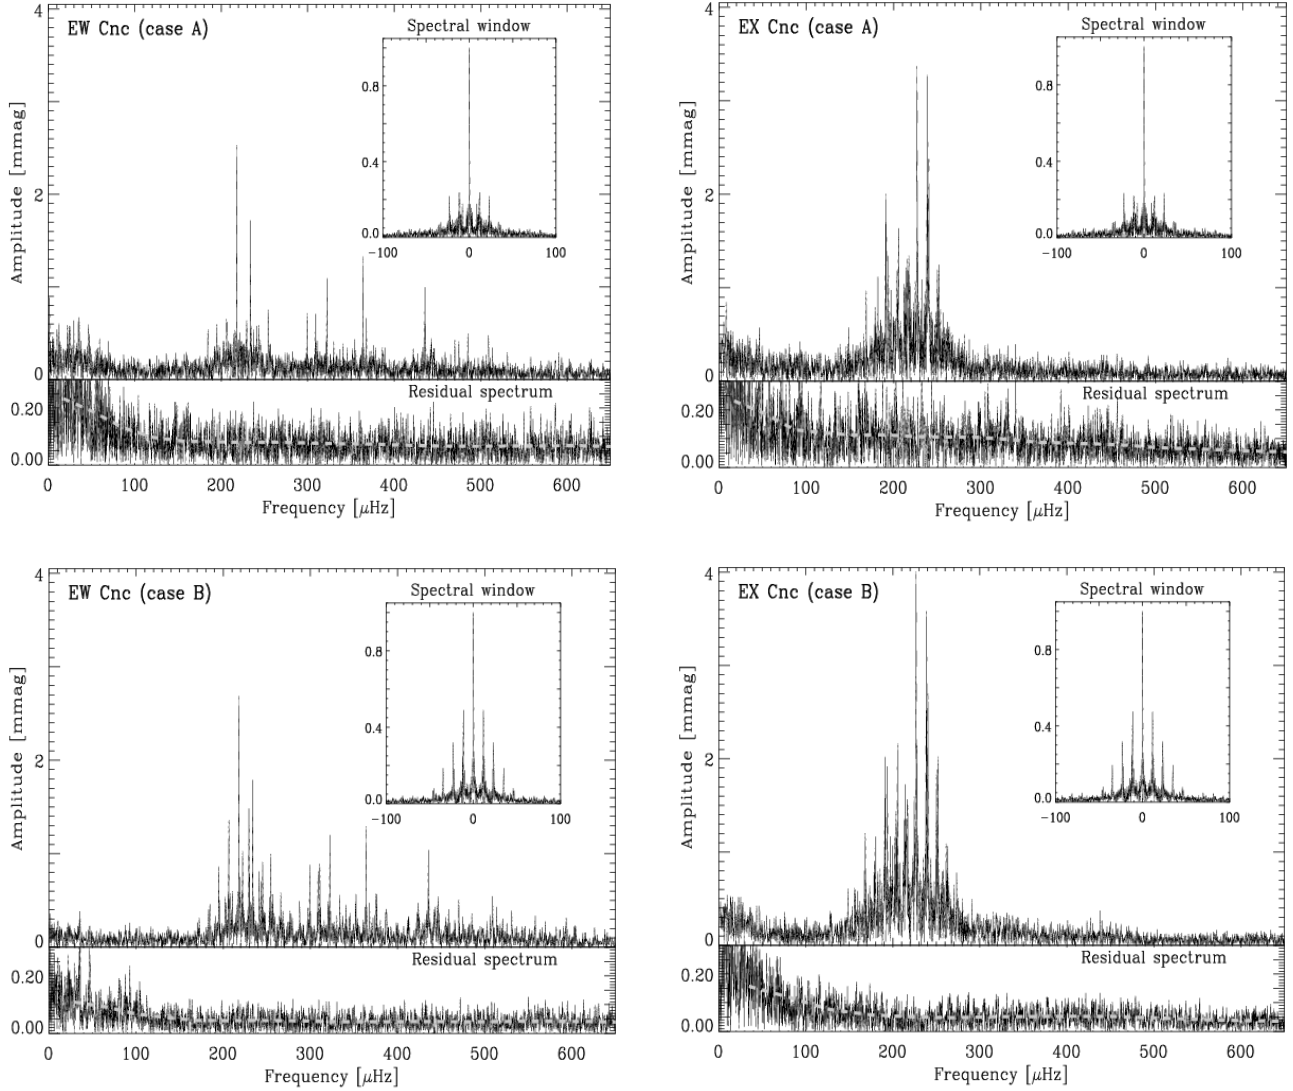 EW Cnc (case A)
Spectral window
4
2
0
Amplitude [mmag]
0.8
0.4
0.0
-100 0 100
Residual spectrum
0.20
0.00
0 100 200 300 400 500 600
Frequency [μHz]
EX Cnc (case A)
Spectral window
4
2
0
Amplitude [mmag]
0.8
0.4
0.0
-100 0 100
Residual spectrum
0.20
0.00
0 100 200 300 400 500 600
Frequency [μHz]
EW Cnc (case B)
Spectral window
4
2
0
Amplitude [mmag]
0.8
0.4
0.0
-100 0 100
Residual spectrum
0.20
0.00
0 100 200 300 400 500 600
Frequency [μHz]
EX Cnc (case B)
Spectral window
4
2
0
Amplitude [mmag]
0.8
0.4
0.0
-100 0 100
Residual spectrum
0.20
0.00
0 100 200 300 400 500 600
Frequency [μHz]